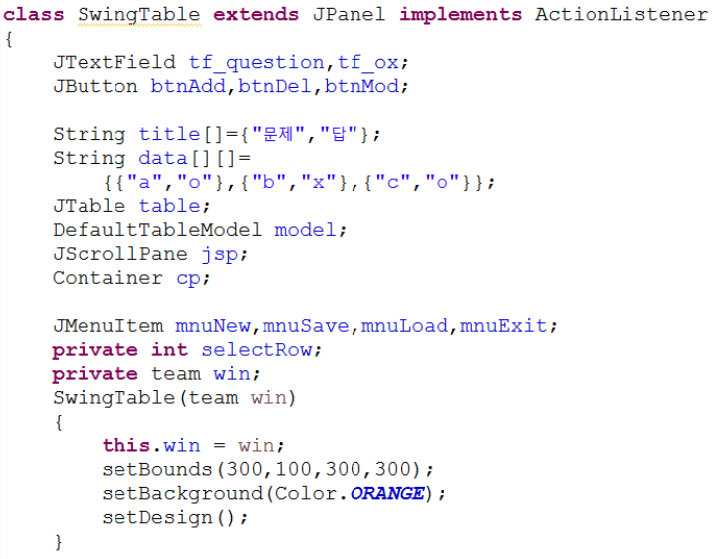 class SwingTable extends JPanel implements ActionListener
{
    JTextField tf_question,tf_ox;
    JButton btnAdd,btnDel,btnMod;

    String title[]={"문제","답"};
    String data[][]=
        {{"a","o"},{"b","x"},{"c","o"}};
    JTable table;
    DefaultTableModel model;
    JScrollPane jsp;
    Container cp;

    JMenuItem mnuNew,mnuSave,mnuLoad,mnuExit;
    private int selectRow;
    private team win;
    SwingTable(team win)
    {
        this.win = win;
        setBounds(300,100,300,300);
        setBackground(Color.ORANGE);
        setDesign();
    }